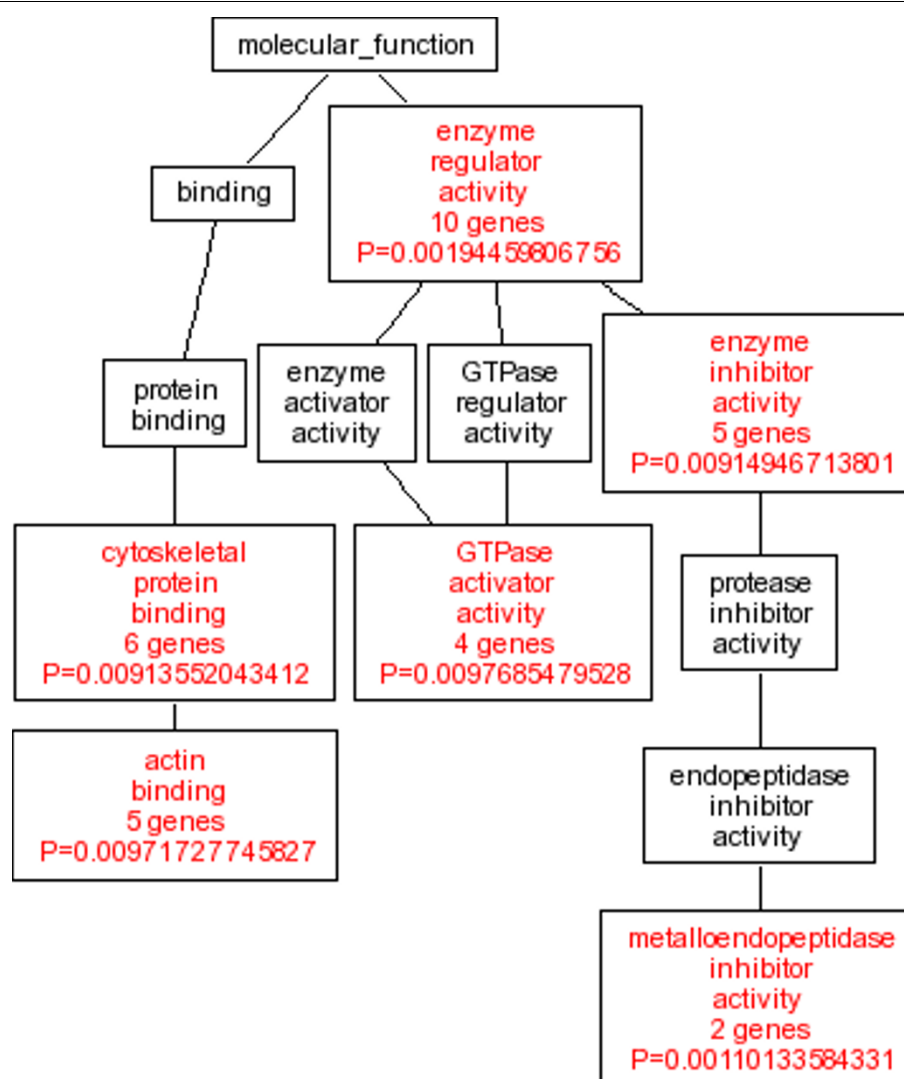 molecular_function
enzyme
regulator
activity
10 genes
P=0.00194459806756
binding
protein
binding
enzyme
activator
activity
GTPase
regulator
activity
enzyme
inhibitor
activity
5 genes
P=0.00914946713801
cytoskeletal
protein
binding
6 genes
P=0.00913552043412
GTPase
activator
activity
4 genes
P=0.0097685479528
protease
inhibitor
activity
actin
binding
5 genes
P=0.00971727745827
endopeptidase
inhibitor
activity
metalloendopeptidase
inhibitor
activity
2 genes
P=0.00110133584331